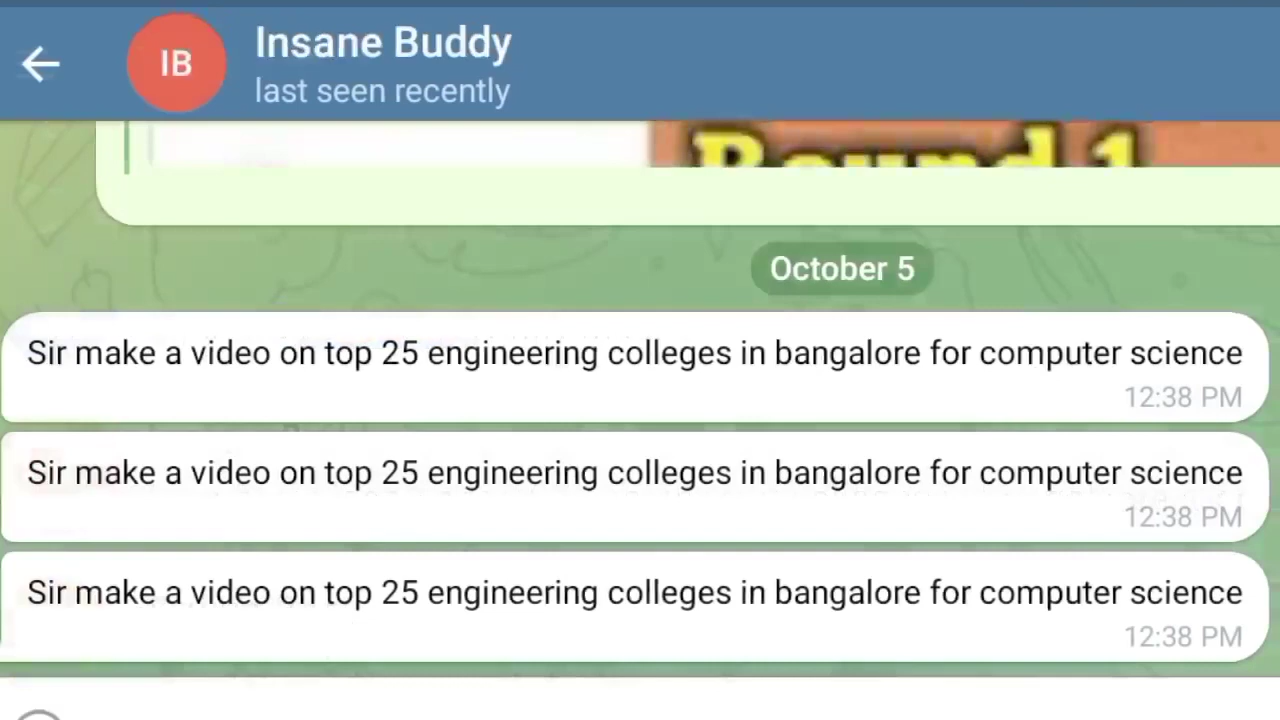 IB
Insane Buddy
last seen recently
Round 1
October 5
Sir make a video on top 25 engineering colleges in bangalore for computer science
12:38 PM
Sir make a video on top 25 engineering colleges in bangalore for computer science
12:38 PM
Sir make a video on top 25 engineering colleges in bangalore for computer science
12:38 PM